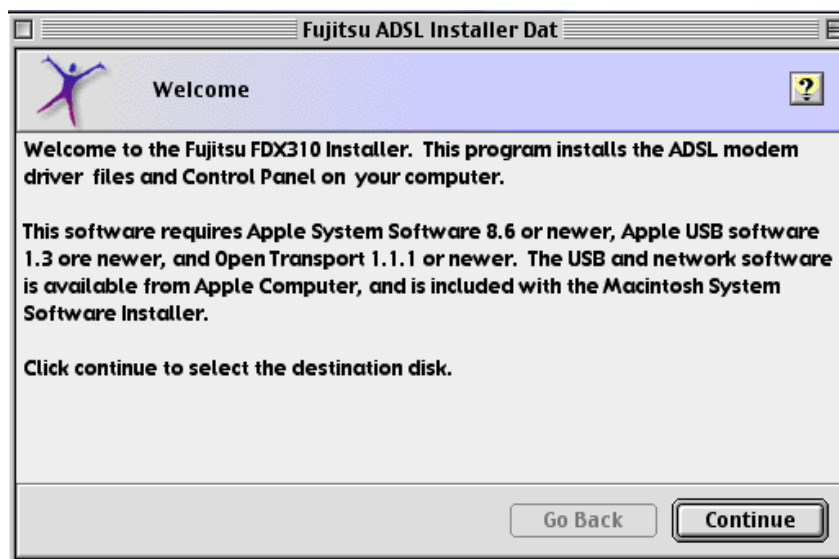 Fujitsu ADSL Installer Dat
Welcome
?
Welcome to the Fujitsu FDX310 Installer. This program installs the ADSL modem
driver files and Control Panel on your computer.
This software requires Apple System Software 8.6 or newer, Apple USB software
1.3 ore newer, and Open Transport 1.1.1 or newer. The USB and network software
is available from Apple Computer, and is included with the Macintosh System
Software Installer.
Click continue to select the destination disk.
Go Back
Continue